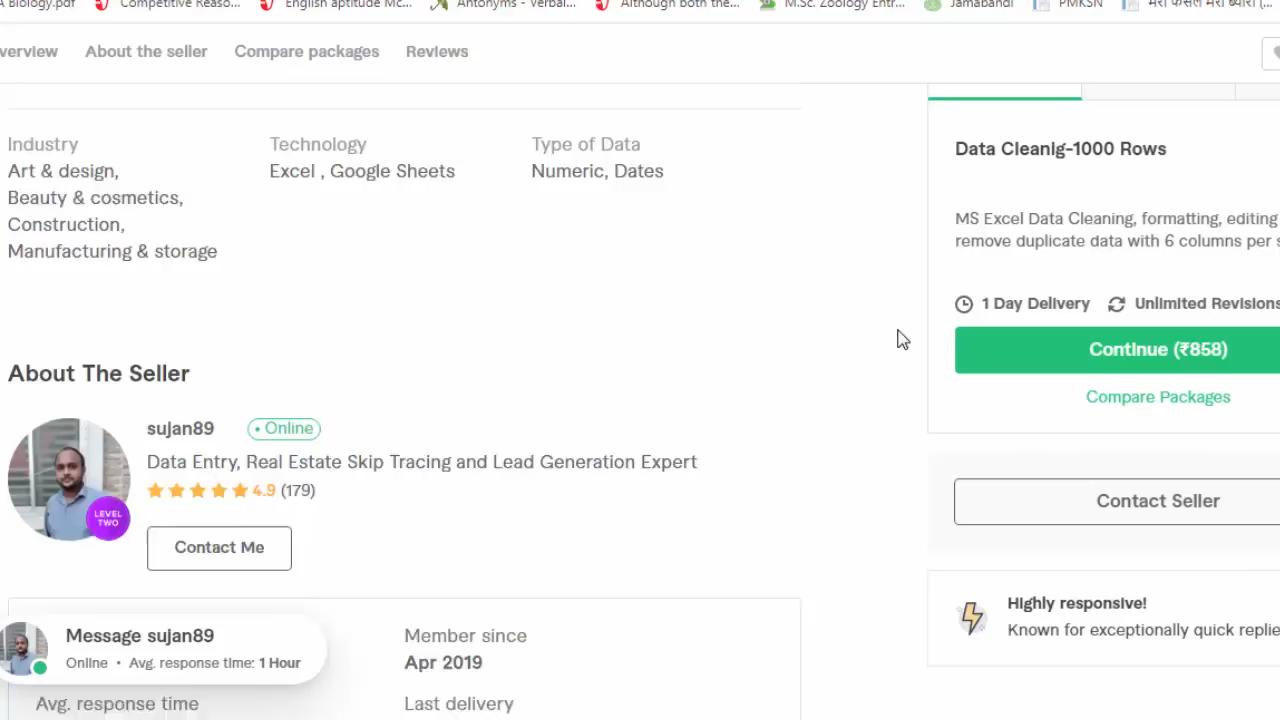 Biology.pdf
Competitive Reaso...
English aptitude Mc...
Antonyms - Verbal...
Although both the...
M.Sc. Zoology Entr...
Jamabandi
PMKSN
verview
About the seller
Compare packages
Reviews
Industry
Art & design,
Beauty & cosmetics,
Construction,
Manufacturing & storage
Technology
Excel , Google Sheets
Type of Data
Numeric, Dates
Data Cleanig-1000 Rows
MS Excel Data Cleaning, formatting, editing
remove duplicate data with 6 columns per s
1 Day Delivery
Unlimited Revisions
Continue (₹858)
Compare Packages
Contact Seller
Highly responsive!
Known for exceptionally quick replie
About The Seller
sujan89
• Online
Data Entry, Real Estate Skip Tracing and Lead Generation Expert
4.9 (179)
LEVEL
TWO
Contact Me
Message sujan89
Online • Avg. response time: 1 Hour
Member since
Apr 2019
Avg. response time
Last delivery